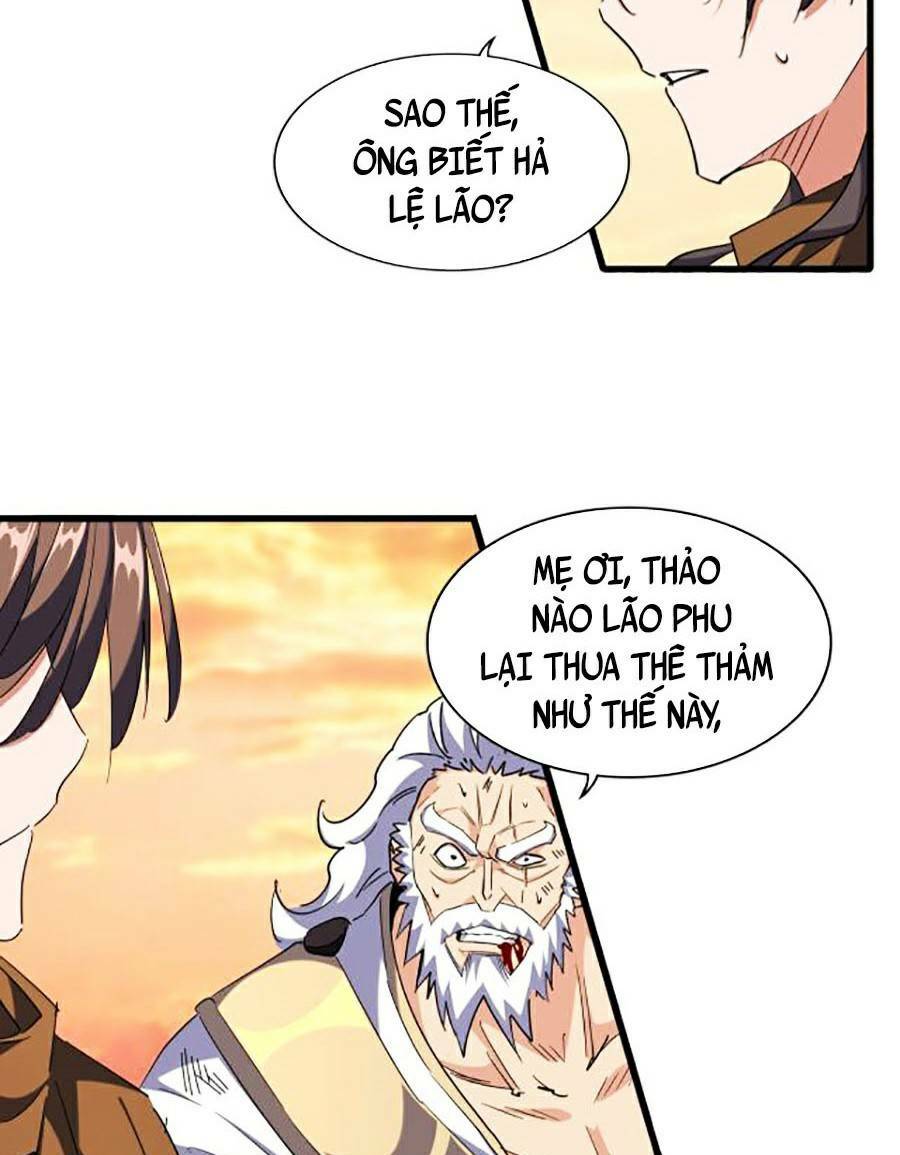 SAO THẾ,
ÔNG BIẾT HẢ
LỆ LÃO?
MẸ ƠI, THẢO
NÀO LÃO PHU
LẠI THUA THÊ THẢM
NHƯ THẾ NÀY,